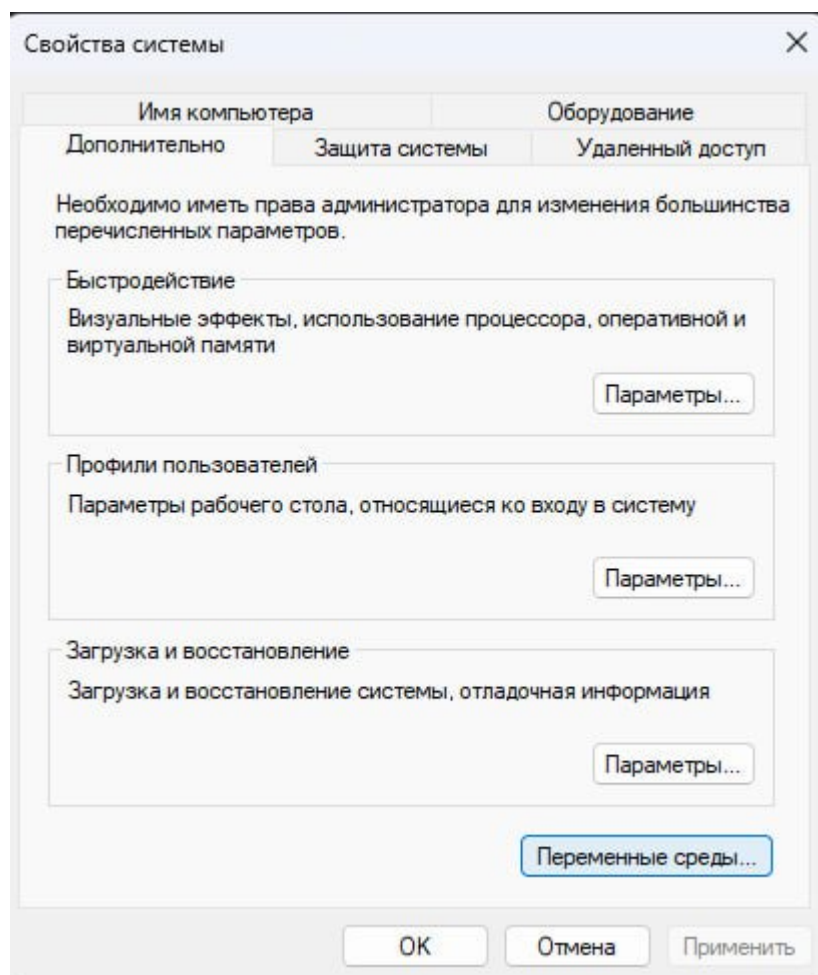 Свойства системы
Имя компьютера
Оборудование
Дополнительно
Защита системы
Удаленный доступ
Необходимо иметь права администратора для изменения большинства
перечисленных параметров.
Быстродействие
Визуальные эффекты, использование процессора, оперативной и
виртуальной памяти
Параметры...
Профили пользователей
Параметры рабочего стола, относящиеся ко входу в систему
Параметры...
Загрузка и восстановление
Загрузка и восстановление системы, отладочная информация
Параметры...
Переменные среды...
ОК
Отмена
Применить